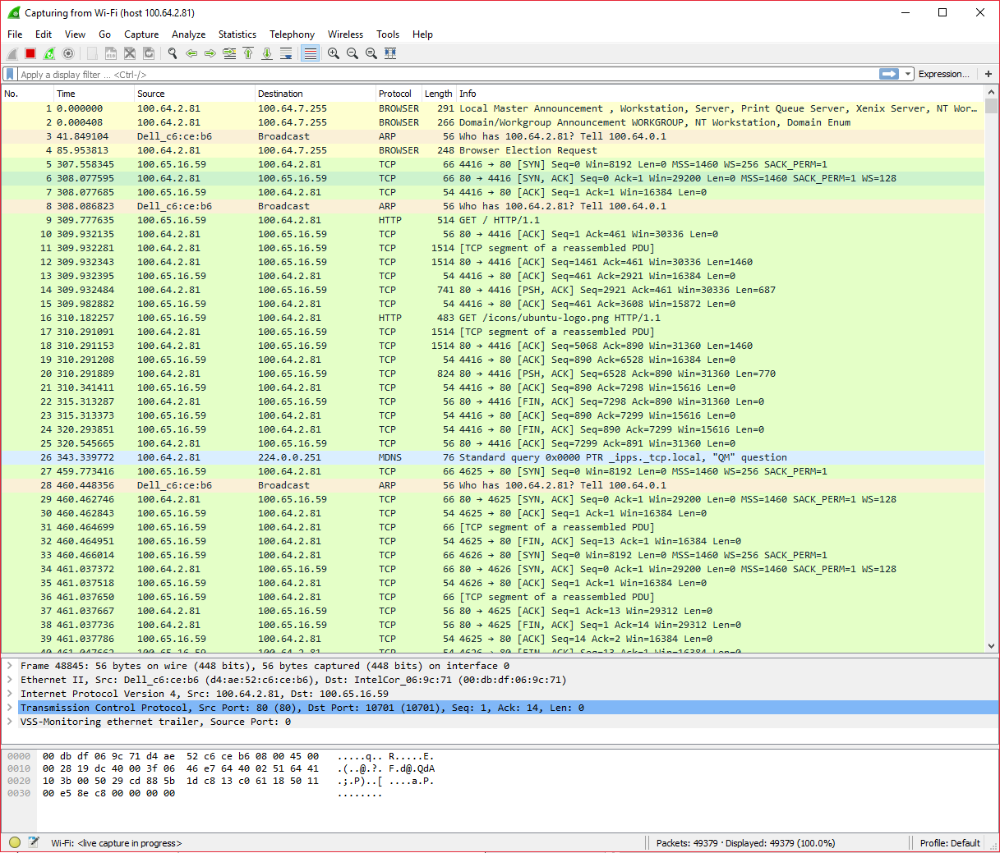 Capturing from Wi-Fi (host 100.64.2.81)
File Edit View Go Capture Analyze Statistics Telephony Wireless Tools Help
Apply a display filter ... <Ctrl-/> Expression... +
No. Time Source Destination Protocol Length Info
1 0.000000 100.64.2.81 100.64.7.255 BROWSER 291 Local Master Announcement , Workstation, Server, Print Queue Server, Xenix Server, NT Wor...
2 0.000408 100.64.2.81 100.64.7.255 BROWSER 266 Domain/Workgroup Announcement WORKGROUP, NT Workstation, Domain Enum
3 41.849104 Dell_c6:ce:b6 Broadcast ARP 56 Who has 100.64.2.81? Tell 100.64.0.1
4 85.953813 100.64.2.81 100.64.7.255 BROWSER 248 Browser Election Request
5 307.558345 100.65.16.59 100.64.2.81 TCP 66 4416 → 80 [SYN] Seq=0 Win=8192 Len=0 MSS=1460 WS=256 SACK_PERM=1
6 308.077595 100.64.2.81 100.65.16.59 TCP 66 80 → 4416 [SYN, ACK] Seq=0 Ack=1 Win=29200 Len=0 MSS=1460 SACK_PERM=1 WS=128
7 308.077685 100.65.16.59 100.64.2.81 TCP 54 4416 → 80 [ACK] Seq=1 Ack=1 Win=16384 Len=0
8 308.086823 Dell_c6:ce:b6 Broadcast ARP 56 Who has 100.64.2.81? Tell 100.64.0.1
9 309.777635 100.65.16.59 100.64.2.81 HTTP 514 GET / HTTP/1.1
10 309.932135 100.64.2.81 100.65.16.59 TCP 56 80 → 4416 [ACK] Seq=1 Ack=461 Win=30336 Len=0
11 309.932281 100.64.2.81 100.65.16.59 TCP 1514 [TCP segment of a reassembled PDU]
12 309.932343 100.64.2.81 100.65.16.59 TCP 1514 80 → 4416 [ACK] Seq=1461 Ack=461 Win=30336 Len=1460
13 309.932395 100.65.16.59 100.64.2.81 TCP 54 4416 → 80 [ACK] Seq=461 Ack=2921 Win=16384 Len=0
14 309.932484 100.64.2.81 100.65.16.59 TCP 741 80 → 4416 [PSH, ACK] Seq=2921 Ack=461 Win=30336 Len=687
15 309.982882 100.65.16.59 100.64.2.81 TCP 54 4416 → 80 [ACK] Seq=461 Ack=3608 Win=15872 Len=0
16 310.182257 100.65.16.59 100.64.2.81 HTTP 483 GET /icons/ubuntu-logo.png HTTP/1.1
17 310.291091 100.64.2.81 100.65.16.59 TCP 1514 [TCP segment of a reassembled PDU]
18 310.291153 100.64.2.81 100.65.16.59 TCP 1514 80 → 4416 [ACK] Seq=5068 Ack=890 Win=31360 Len=1460
19 310.291208 100.65.16.59 100.64.2.81 TCP 54 4416 → 80 [ACK] Seq=890 Ack=6528 Win=16384 Len=0
20 310.291889 100.64.2.81 100.65.16.59 TCP 824 80 → 4416 [PSH, ACK] Seq=6528 Ack=890 Win=31360 Len=770
21 310.341411 100.65.16.59 100.64.2.81 TCP 54 4416 → 80 [ACK] Seq=890 Ack=7298 Win=15616 Len=0
22 315.313287 100.64.2.81 100.65.16.59 TCP 56 80 → 4416 [FIN, ACK] Seq=7298 Ack=890 Win=31360 Len=0
23 315.313373 100.65.16.59 100.64.2.81 TCP 54 4416 → 80 [ACK] Seq=890 Ack=7299 Win=15616 Len=0
24 320.293851 100.65.16.59 100.64.2.81 TCP 54 4416 → 80 [FIN, ACK] Seq=890 Ack=7299 Win=15616 Len=0
25 320.545665 100.64.2.81 100.65.16.59 TCP 56 80 → 4416 [ACK] Seq=7299 Ack=891 Win=31360 Len=0
26 343.339772 100.64.2.81 224.0.0.251 MDNS 76 Standard query 0x0000 PTR _ipps._tcp.local, "QM" question
27 459.773416 100.65.16.59 100.64.2.81 TCP 66 4625 → 80 [SYN] Seq=0 Win=8192 Len=0 MSS=1460 WS=256 SACK_PERM=1
28 460.448356 Dell_c6:ce:b6 Broadcast ARP 56 Who has 100.64.2.81? Tell 100.64.0.1
29 460.462746 100.64.2.81 100.65.16.59 TCP 66 80 → 4625 [SYN, ACK] Seq=0 Ack=1 Win=29200 Len=0 MSS=1460 SACK_PERM=1 WS=128
30 460.462843 100.65.16.59 100.64.2.81 TCP 54 4625 → 80 [ACK] Seq=1 Ack=1 Win=16384 Len=0
31 460.464699 100.65.16.59 100.64.2.81 TCP 66 [TCP segment of a reassembled PDU]
32 460.464951 100.65.16.59 100.64.2.81 TCP 54 4625 → 80 [FIN, ACK] Seq=13 Ack=1 Win=16384 Len=0
33 460.466014 100.65.16.59 100.64.2.81 TCP 66 4626 → 80 [SYN] Seq=0 Win=8192 Len=0 MSS=1460 WS=256 SACK_PERM=1
34 461.037372 100.64.2.81 100.65.16.59 TCP 66 80 → 4626 [SYN, ACK] Seq=0 Ack=1 Win=29200 Len=0 MSS=1460 SACK_PERM=1 WS=128
35 461.037518 100.65.16.59 100.64.2.81 TCP 54 4626 → 80 [ACK] Seq=1 Ack=1 Win=16384 Len=0
36 461.037650 100.65.16.59 100.64.2.81 TCP 66 [TCP segment of a reassembled PDU]
37 461.037667 100.64.2.81 100.65.16.59 TCP 56 80 → 4625 [ACK] Seq=1 Ack=13 Win=29312 Len=0
38 461.037736 100.64.2.81 100.65.16.59 TCP 56 80 → 4625 [FIN, ACK] Seq=1 Ack=14 Win=29312 Len=0
39 461.037786 100.65.16.59 100.64.2.81 TCP 54 4625 → 80 [ACK] Seq=14 Ack=2 Win=16384 Len=0
Frame 48845: 56 bytes on wire (448 bits), 56 bytes captured (448 bits) on interface 0
Ethernet II, Src: Dell_c6:ce:b6 (d4:ae:52:c6:ce:b6), Dst: IntelCor_06:9c:71 (00:db:df:06:9c:71)
Internet Protocol Version 4, Src: 100.64.2.81, Dst: 100.65.16.59
Transmission Control Protocol, Src Port: 80 (80), Dst Port: 10701 (10701), Seq: 1, Ack: 14, Len: 0
VSS-Monitoring ethernet trailer, Source Port: 0
0000 00 db df 06 9c 71 d4 ae 52 c6 ce b6 08 00 45 00 .....q.. R.....E.
0010 00 28 19 dc 40 00 3f 06 46 e7 64 40 02 51 64 41 .(..@.?. F.d@.QdA
0020 10 3b 00 50 29 cd 88 5b 1d c8 13 c0 61 18 50 11 .;.P)..[ ....a.P.
0030 00 e5 8e c8 00 00 00 00 ........
Wi-Fi: <live capture in progress> Packets: 49379 · Displayed: 49379 (100.0%) Profile: Default